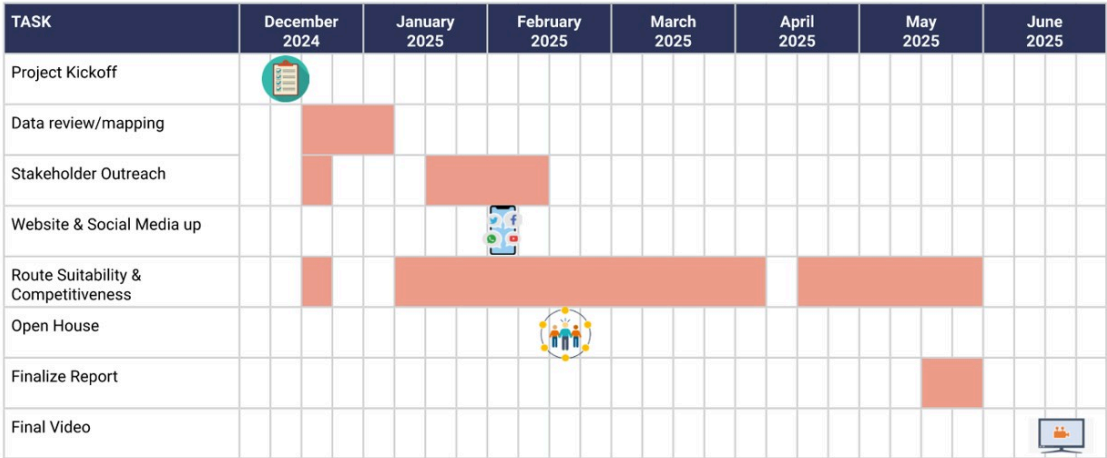 TASK
December
2024
January
2025
February
2025
March
2025
April
2025
May
2025
June
2025
Project Kickoff
Data review/mapping
Stakeholder Outreach
Website & Social Media up
Route Suitability &
Competitiveness
Open House
Finalize Report
Final Video